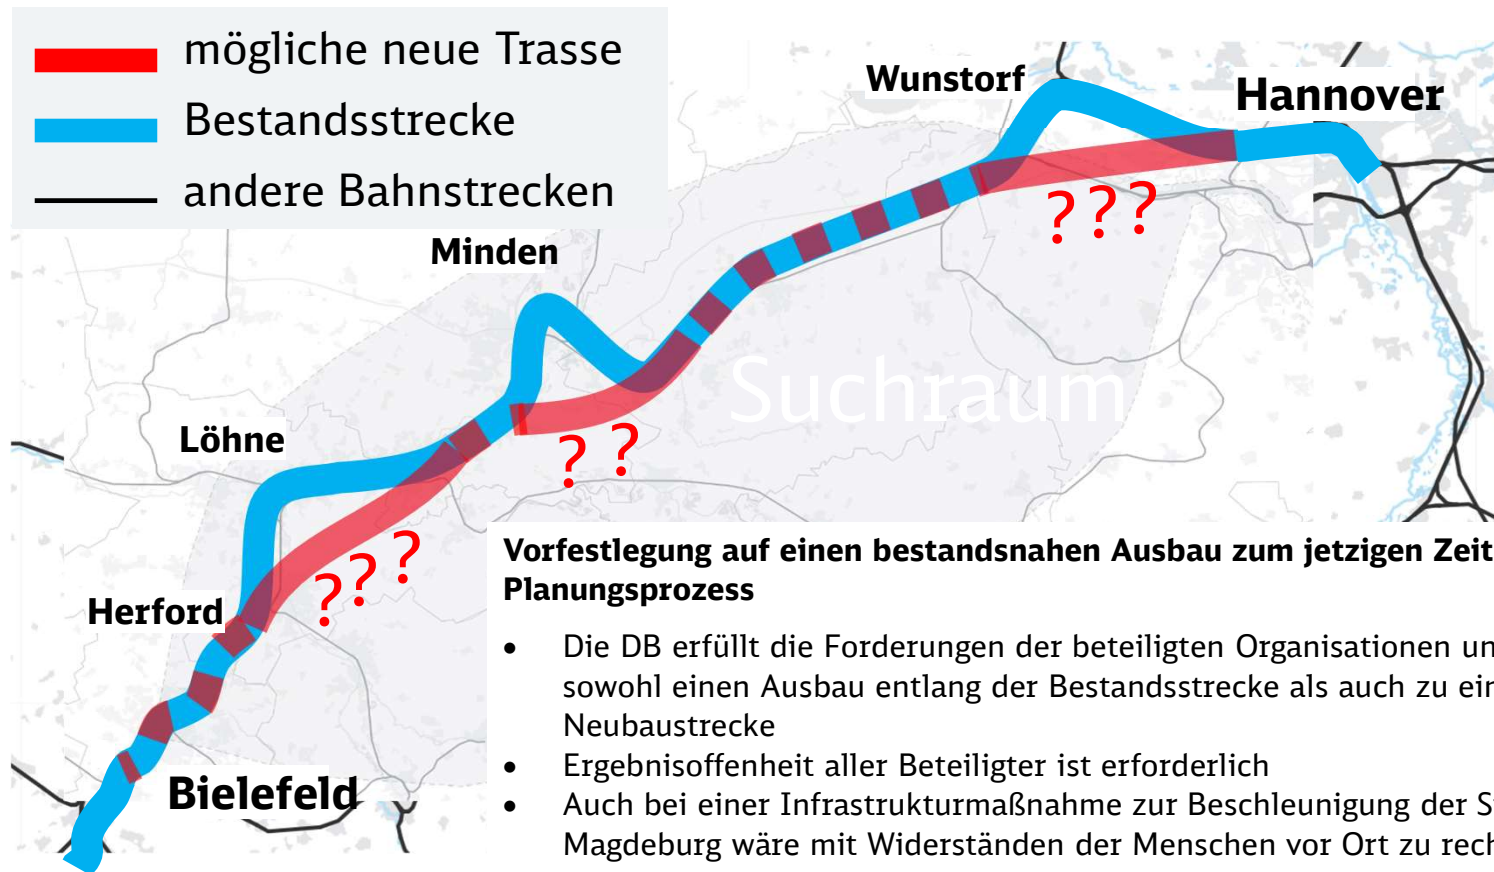 mögliche neue Trasse
Bestandsstrecke
andere Bahnstrecken
Wunstorf
Hannover
???
Minden
Suchraum
Löhne
? ?
???
Herford
Bielefeld
Vorfestlegung auf einen bestandsnahen Ausbau zum jetzigen Zeit
Planungsprozess
• Die DB erfüllt die Forderungen der beteiligten Organisationen un
sowohl einen Ausbau entlang der Bestandsstrecke als auch zu ein
Neubaustrecke
• Ergebnisoffenheit aller Beteiligter ist erforderlich
• Auch bei einer Infrastrukturmaßnahme zur Beschleunigung der S
Magdeburg wäre mit Widerständen der Menschen vor Ort zu rech